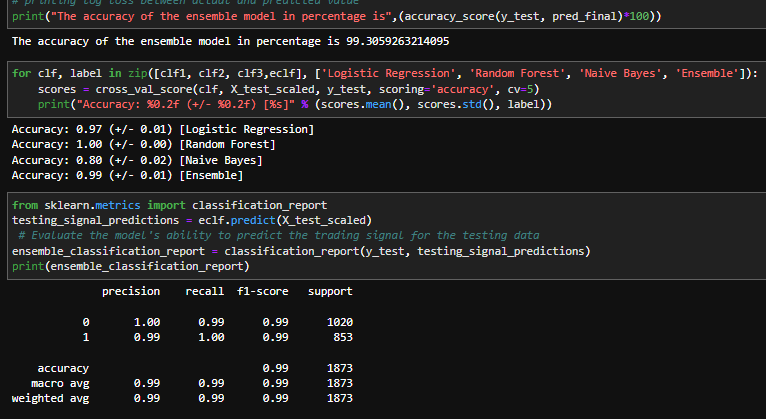 # printing log loss between actual and predicted value
print("The accuracy of the ensemble model in percentage is",(accuracy_score(y_test, pred_final)*100))
The accuracy of the ensemble model in percentage is 99.3059263214095
for clf, label in zip([clf1, clf2, clf3,eclf], ['Logistic Regression', 'Random Forest', 'Naive Bayes', 'Ensemble']):
    scores = cross_val_score(clf, X_test_scaled, y_test, scoring='accuracy', cv=5)
    print("Accuracy: %0.2f (+/- %0.2f) [%s]" % (scores.mean(), scores.std(), label))
Accuracy: 0.97 (+/- 0.01) [Logistic Regression]
Accuracy: 1.00 (+/- 0.00) [Random Forest]
Accuracy: 0.80 (+/- 0.02) [Naive Bayes]
Accuracy: 0.99 (+/- 0.01) [Ensemble]
from sklearn.metrics import classification_report
testing_signal_predictions = eclf.predict(X_test_scaled)
 # Evaluate the model's ability to predict the trading signal for the testing data
ensemble_classification_report = classification_report(y_test, testing_signal_predictions)
print(ensemble_classification_report)
              precision    recall  f1-score   support
           0       1.00      0.99      0.99      1020
           1       0.99      1.00      0.99       853
    accuracy                           0.99      1873
   macro avg       0.99      0.99      0.99      1873
weighted avg       0.99      0.99      0.99      1873